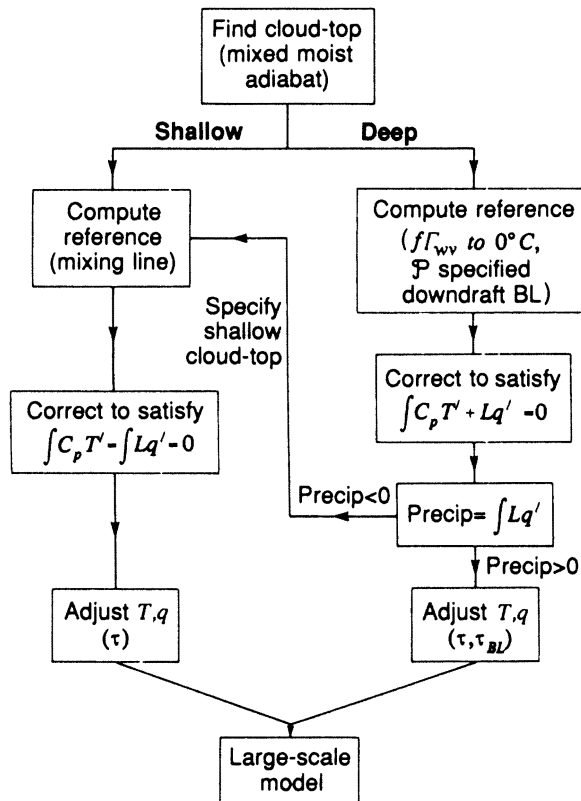 Find cloud-top
(mixed moist
adiabat)
Shallow
Deep
Compute
reference
(mixing line)
Compute reference
(fΓwv to 0°C,
𝒫 specified
downdraft BL)
Specify
shallow
cloud-top
Correct to satisfy
∫CpT′=∫Lq′=0
Correct to satisfy
∫CpT′+Lq′=0
Precip<0
Precip=∫Lq′
Precip>0
Adjust T,q
(τ)
Adjust T,q
(τ,τBL)
Large-scale
model